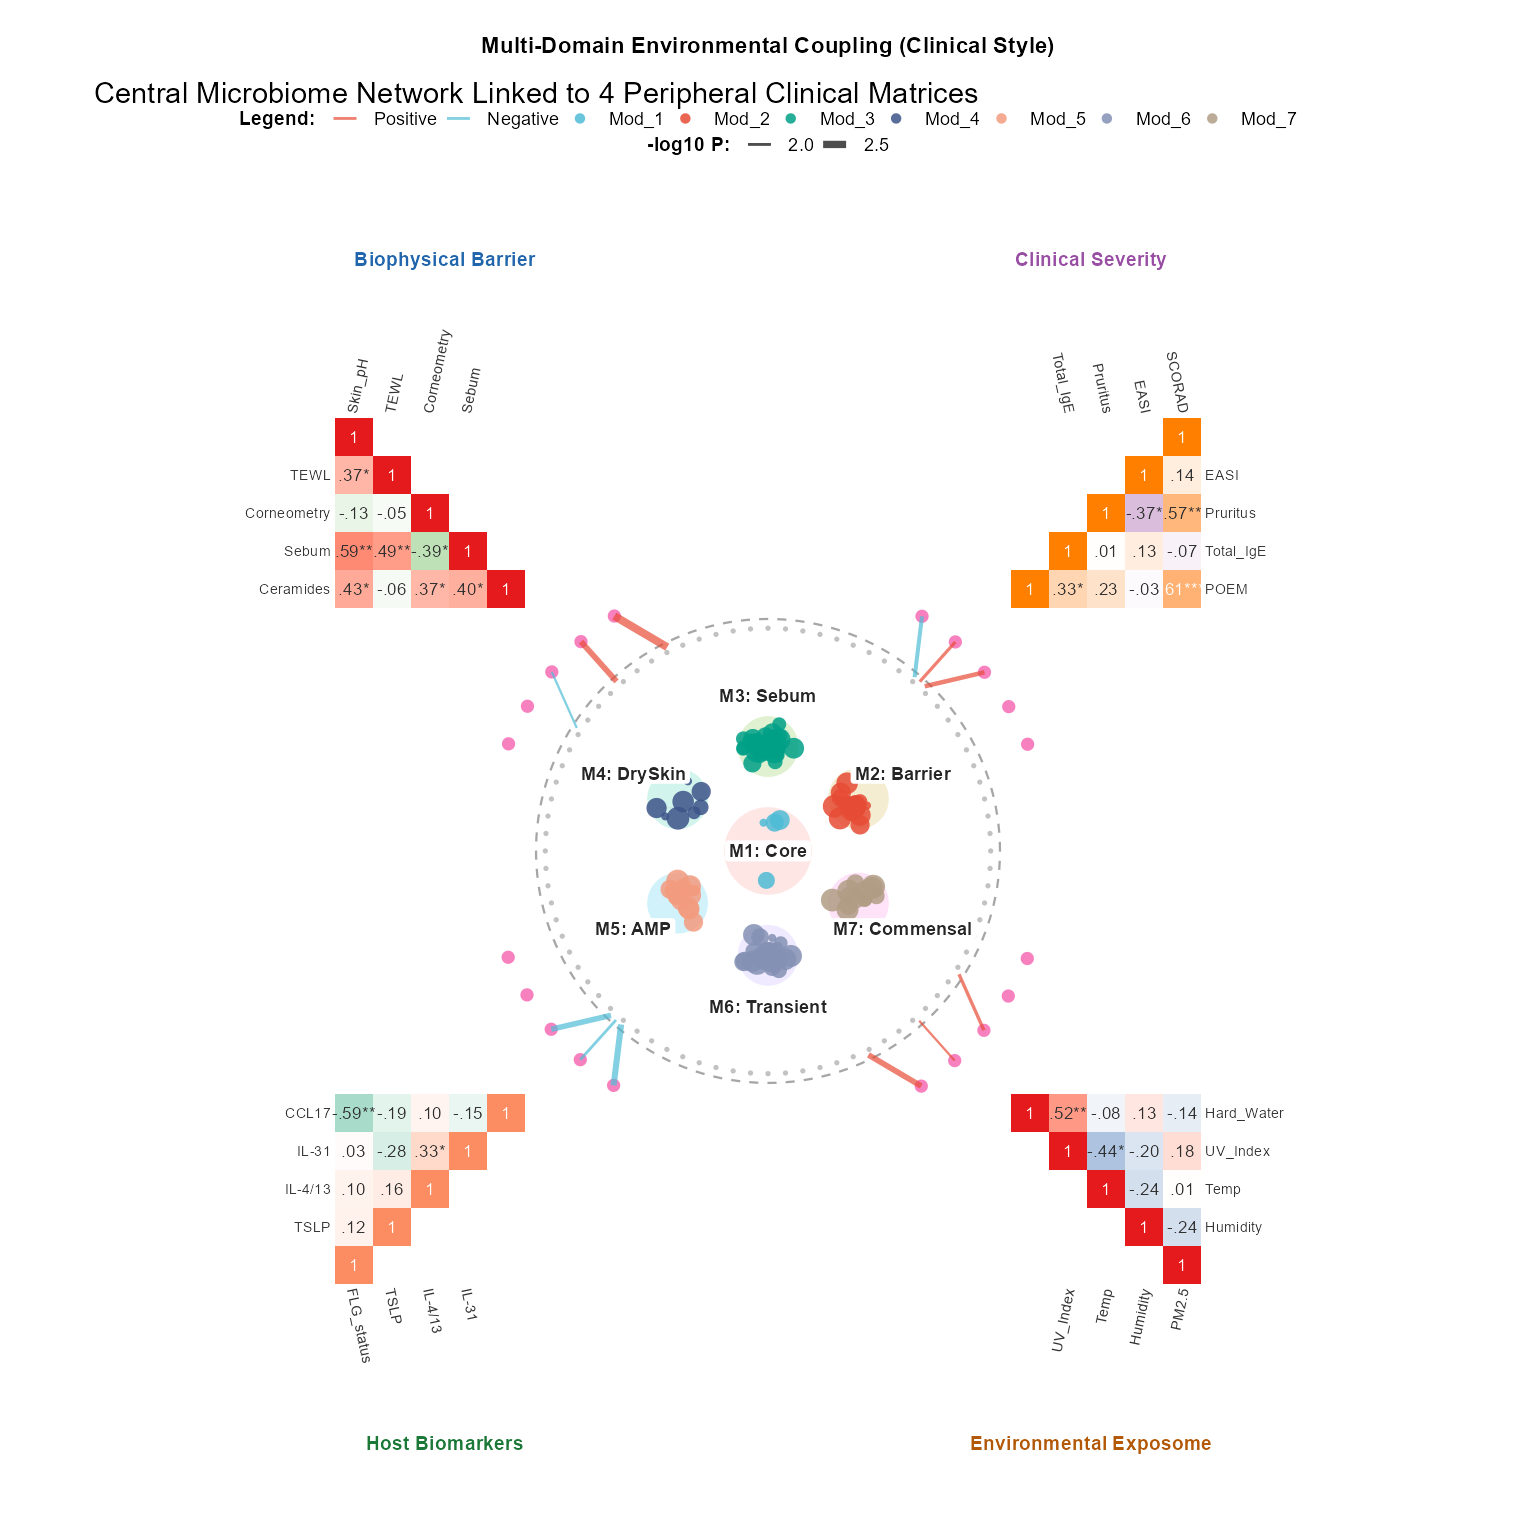 Multi-Domain Environmental Coupling (Clinical Style)
Central Microbiome Network Linked to 4 Peripheral Clinical Matrices
Legend: Positive Negative Mod_1 Mod_2 Mod_3 Mod_4 Mod_5 Mod_6 Mod_7
-log10 P: 2.0 2.5
Biophysical Barrier
Skin_pH TEWL Corneometry Sebum
1
TEWL .37* 1
Corneometry -.13 -.05 1
Sebum .59** .49** -.39* 1
Ceramides .43* -.06 .37* .40* 1
Clinical Severity
Total_IgE Pruritus EASI SCORAD
1
1 .14 EASI
1 -.37* .57** Pruritus
1 .01 .13 -.07 Total_IgE
1 .33* .23 -.03 61*** POEM
M3: Sebum
M4: DrySkin
M2: Barrier
M1: Core
M5: AMP
M7: Commensal
M6: Transient
CCL17 -.59** -.19 .10 -.15 1
IL-31 .03 -.28 .33* 1
IL-4/13 .10 .16 1
TSLP .12 1
1
FLG_status TSLP IL-4/13 IL-31
Host Biomarkers
1 .52** -.08 .13 -.14 Hard_Water
1 -.44* -.20 .18 UV_Index
1 -.24 .01 Temp
1 -.24 Humidity
1
UV_Index Temp Humidity PM2.5
Environmental Exposome